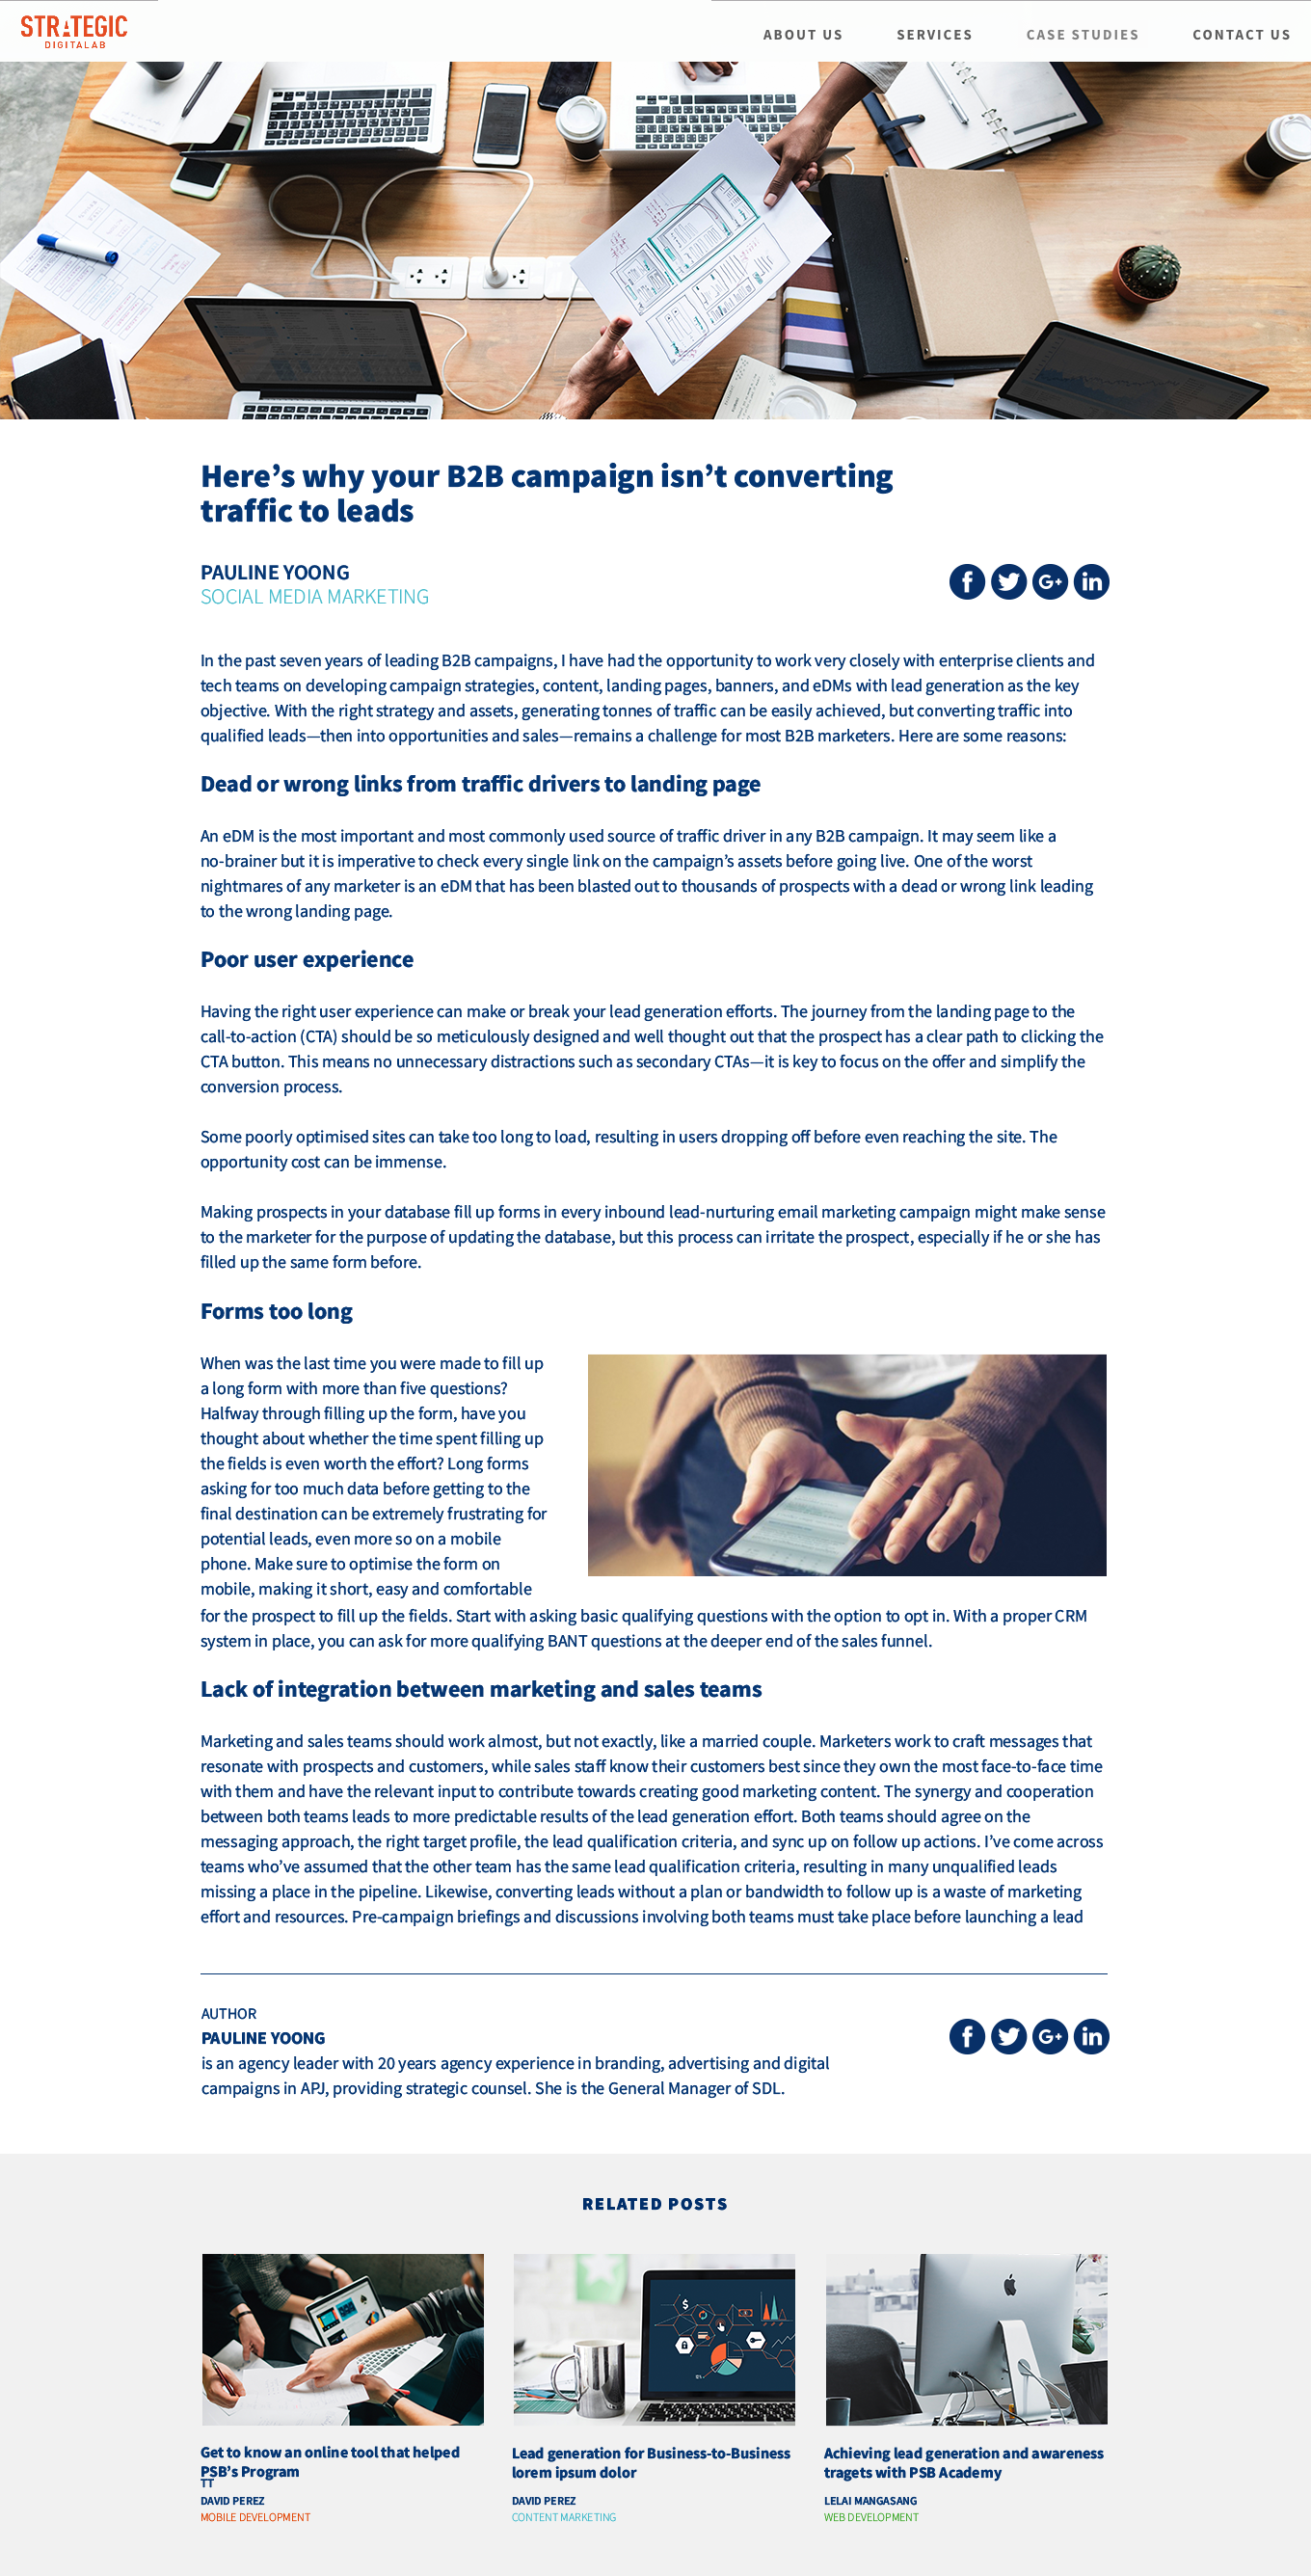 STRATEGIC
DIGITALAB
ABOUT US
SERVICES
CASE STUDIES
CONTACT US
Here’s why your B2B campaign isn’t converting
traffic to leads
PAULINE YOONG
SOCIAL MEDIA MARKETING
In the past seven years of leading B2B campaigns, I have had the opportunity to work very closely with enterprise clients and
tech teams on developing campaign strategies, content, landing pages, banners, and eDMs with lead generation as the key
objective. With the right strategy and assets, generating tonnes of traffic can be easily achieved, but converting traffic into
qualified leads—then into opportunities and sales—remains a challenge for most B2B marketers. Here are some reasons:
Dead or wrong links from traffic drivers to landing page
An eDM is the most important and most commonly used source of traffic driver in any B2B campaign. It may seem like a
no-brainer but it is imperative to check every single link on the campaign’s assets before going live. One of the worst
nightmares of any marketer is an eDM that has been blasted out to thousands of prospects with a dead or wrong link leading
to the wrong landing page.
Poor user experience
Having the right user experience can make or break your lead generation efforts. The journey from the landing page to the
call-to-action (CTA) should be so meticulously designed and well thought out that the prospect has a clear path to clicking the
CTA button. This means no unnecessary distractions such as secondary CTAs—it is key to focus on the offer and simplify the
conversion process.
Some poorly optimised sites can take too long to load, resulting in users dropping off before even reaching the site. The
opportunity cost can be immense.
Making prospects in your database fill up forms in every inbound lead-nurturing email marketing campaign might make sense
to the marketer for the purpose of updating the database, but this process can irritate the prospect, especially if he or she has
filled up the same form before.
Forms too long
When was the last time you were made to fill up
a long form with more than five questions?
Halfway through filling up the form, have you
thought about whether the time spent filling up
the fields is even worth the effort? Long forms
asking for too much data before getting to the
final destination can be extremely frustrating for
potential leads, even more so on a mobile
phone. Make sure to optimise the form on
mobile, making it short, easy and comfortable
for the prospect to fill up the fields. Start with asking basic qualifying questions with the option to opt in. With a proper CRM
system in place, you can ask for more qualifying BANT questions at the deeper end of the sales funnel.
Lack of integration between marketing and sales teams
Marketing and sales teams should work almost, but not exactly, like a married couple. Marketers work to craft messages that
resonate with prospects and customers, while sales staff know their customers best since they own the most face-to-face time
with them and have the relevant input to contribute towards creating good marketing content. The synergy and cooperation
between both teams leads to more predictable results of the lead generation effort. Both teams should agree on the
messaging approach, the right target profile, the lead qualification criteria, and sync up on follow up actions. I’ve come across
teams who’ve assumed that the other team has the same lead qualification criteria, resulting in many unqualified leads
missing a place in the pipeline. Likewise, converting leads without a plan or bandwidth to follow up is a waste of marketing
effort and resources. Pre-campaign briefings and discussions involving both teams must take place before launching a lead
AUTHOR
PAULINE YOONG
is an agency leader with 20 years agency experience in branding, advertising and digital
campaigns in APJ, providing strategic counsel. She is the General Manager of SDL.
RELATED POSTS
Get to know an online tool that helped
PSB’s Program
TT
DAVID PEREZ
MOBILE DEVELOPMENT
Lead generation for Business-to-Business
lorem ipsum dolor
DAVID PEREZ
CONTENT MARKETING
Achieving lead generation and awareness
tragets with PSB Academy
LELAI MANGASANG
WEB DEVELOPMENT